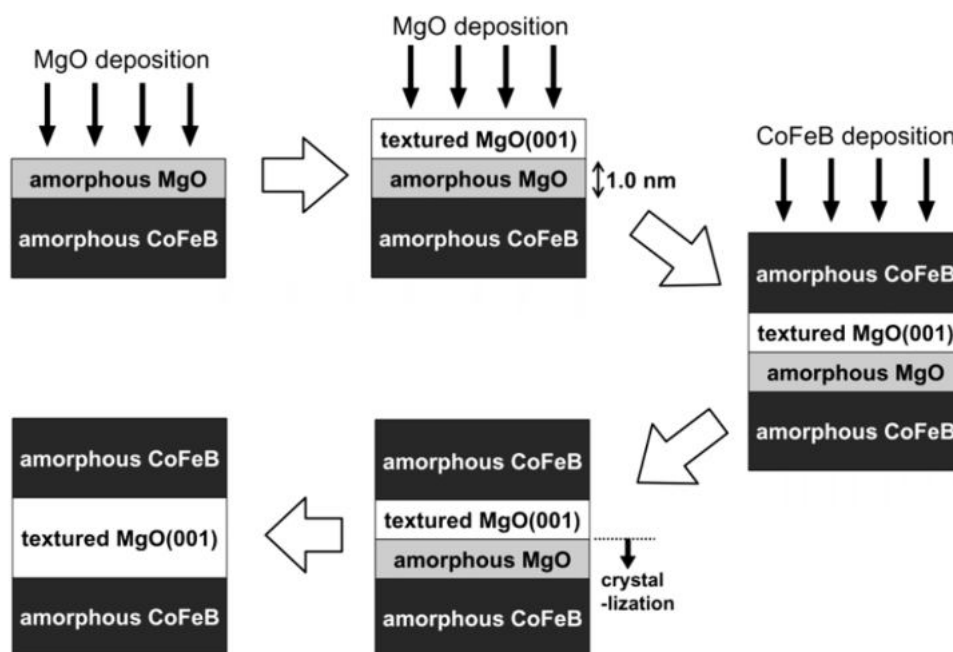 MgO deposition
amorphous MgO
amorphous CoFeB
MgO deposition
textured MgO(001)
amorphous MgO
1.0 nm
amorphous CoFeB
CoFeB deposition
amorphous CoFeB
textured MgO(001)
amorphous MgO
amorphous CoFeB
amorphous CoFeB
textured MgO(001)
amorphous MgO
crystal
-lization
amorphous CoFeB
amorphous CoFeB
textured MgO(001)
amorphous CoFeB